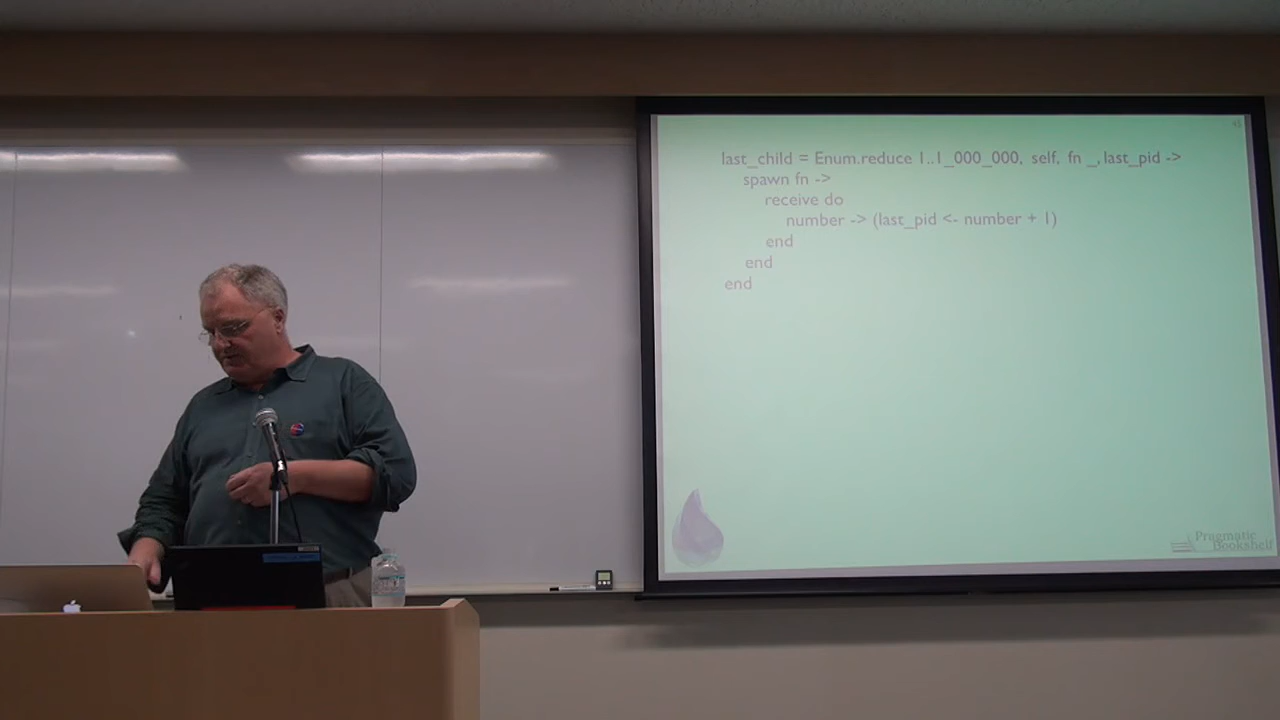 last_child = Enum.reduce 1..1_000_000, self, fn _, last_pid ->
spawn fn ->
receive do
number -> (last_pid <- number + 1)
end
end
end
Pragmatic
Bookshelf